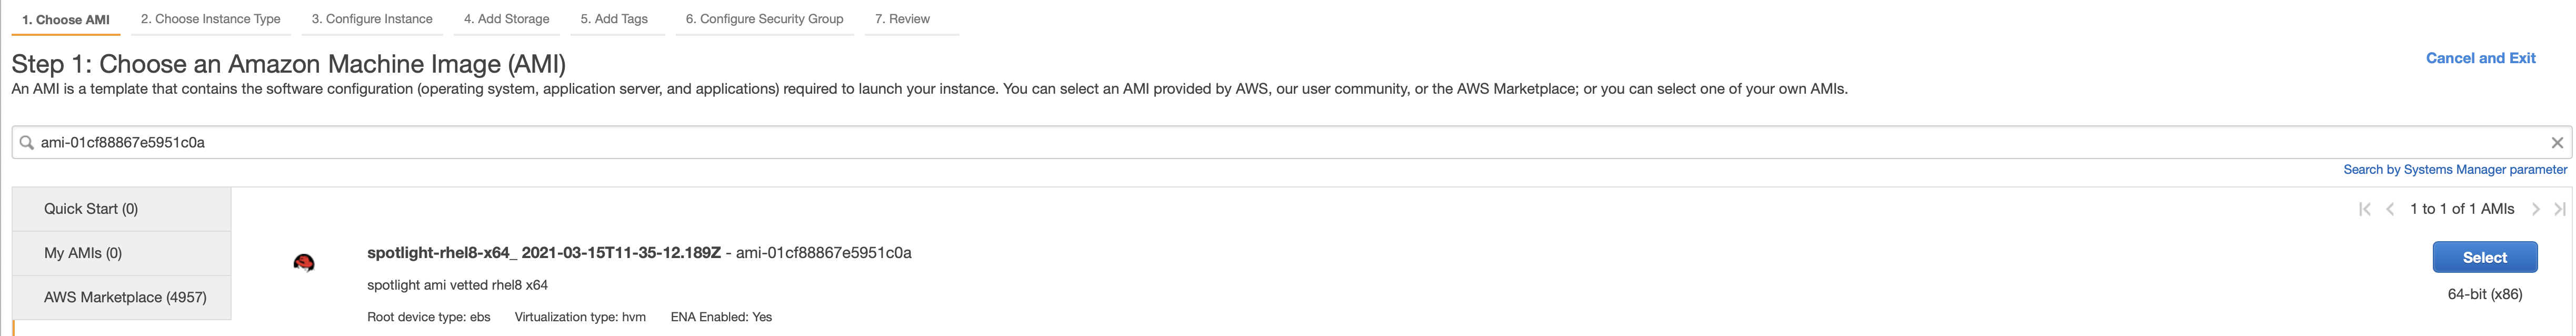 1. Choose AMI 2. Choose Instance Type 3. Configure Instance 4. Add Storage 5. Add Tags 6. Configure Security Group 7. Review
Step 1: Choose an Amazon Machine Image (AMI)
Cancel and Exit
An AMI is a template that contains the software configuration (operating system, application server, and applications) required to launch your instance. You can select an AMI provided by AWS, our user community, or the AWS Marketplace; or you can select one of your own AMIs.
ami-01cf88867e5951c0a
Search by Systems Manager parameter
Quick Start (0)
My AMIs (0)
AWS Marketplace (4957)
1 to 1 of 1 AMIs
spotlight-rhel8-x64_ 2021-03-15T11-35-12.189Z - ami-01cf88867e5951c0a
spotlight ami vetted rhel8 x64
Root device type: ebs Virtualization type: hvm ENA Enabled: Yes
Select
64-bit (x86)